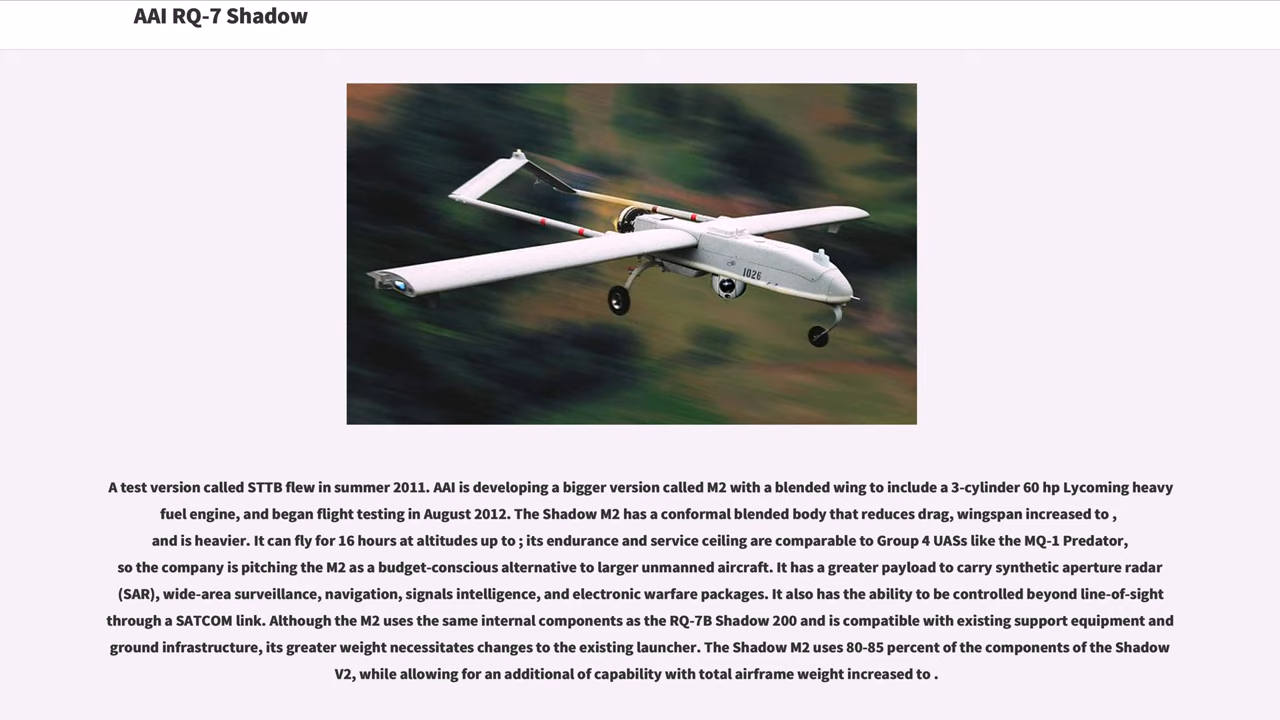 AAI RQ-7 Shadow
1026
A test version called STTB flew in summer 2011. AAI is developing a bigger version called M2 with a blended wing to include a 3-cylinder 60 hp Lycoming heavy
fuel engine, and began flight testing in August 2012. The Shadow M2 has a conformal blended body that reduces drag, wingspan increased to ,
and is heavier. It can fly for 16 hours at altitudes up to ; its endurance and service ceiling are comparable to Group 4 UASs like the MQ-1 Predator,
so the company is pitching the M2 as a budget-conscious alternative to larger unmanned aircraft. It has a greater payload to carry synthetic aperture radar
(SAR), wide-area surveillance, navigation, signals intelligence, and electronic warfare packages. It also has the ability to be controlled beyond line-of-sight
through a SATCOM link. Although the M2 uses the same internal components as the RQ-7B Shadow 200 and is compatible with existing support equipment and
ground infrastructure, its greater weight necessitates changes to the existing launcher. The Shadow M2 uses 80-85 percent of the components of the Shadow
V2, while allowing for an additional of capability with total airframe weight increased to .